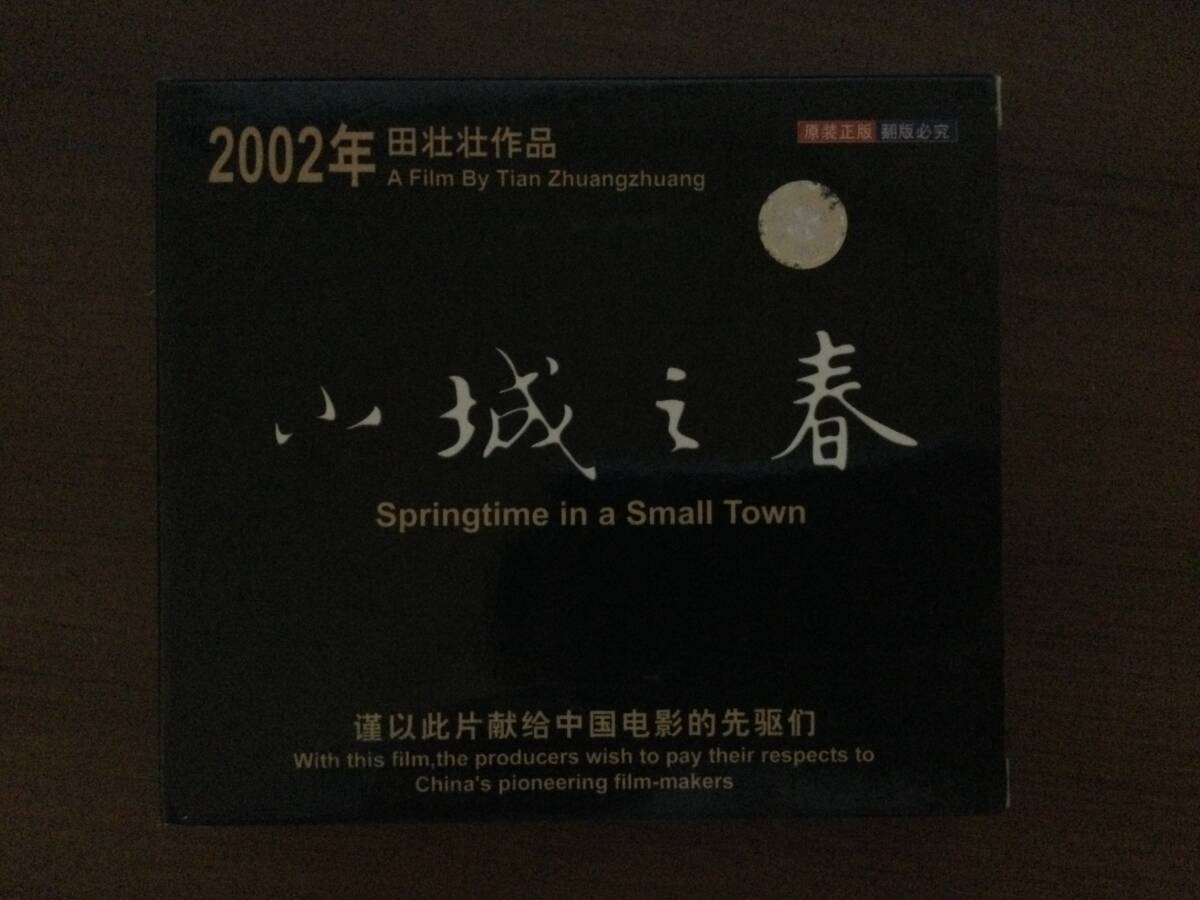 2002年 田壮壮作品
A Film By Tian Zhuangzhuang
原装正版 翻版必究
小城之春
Springtime in a Small Town
谨以此片献给中国电影的先驱们
With this film,the producers wish to pay their respects to
China's pioneering film-makers